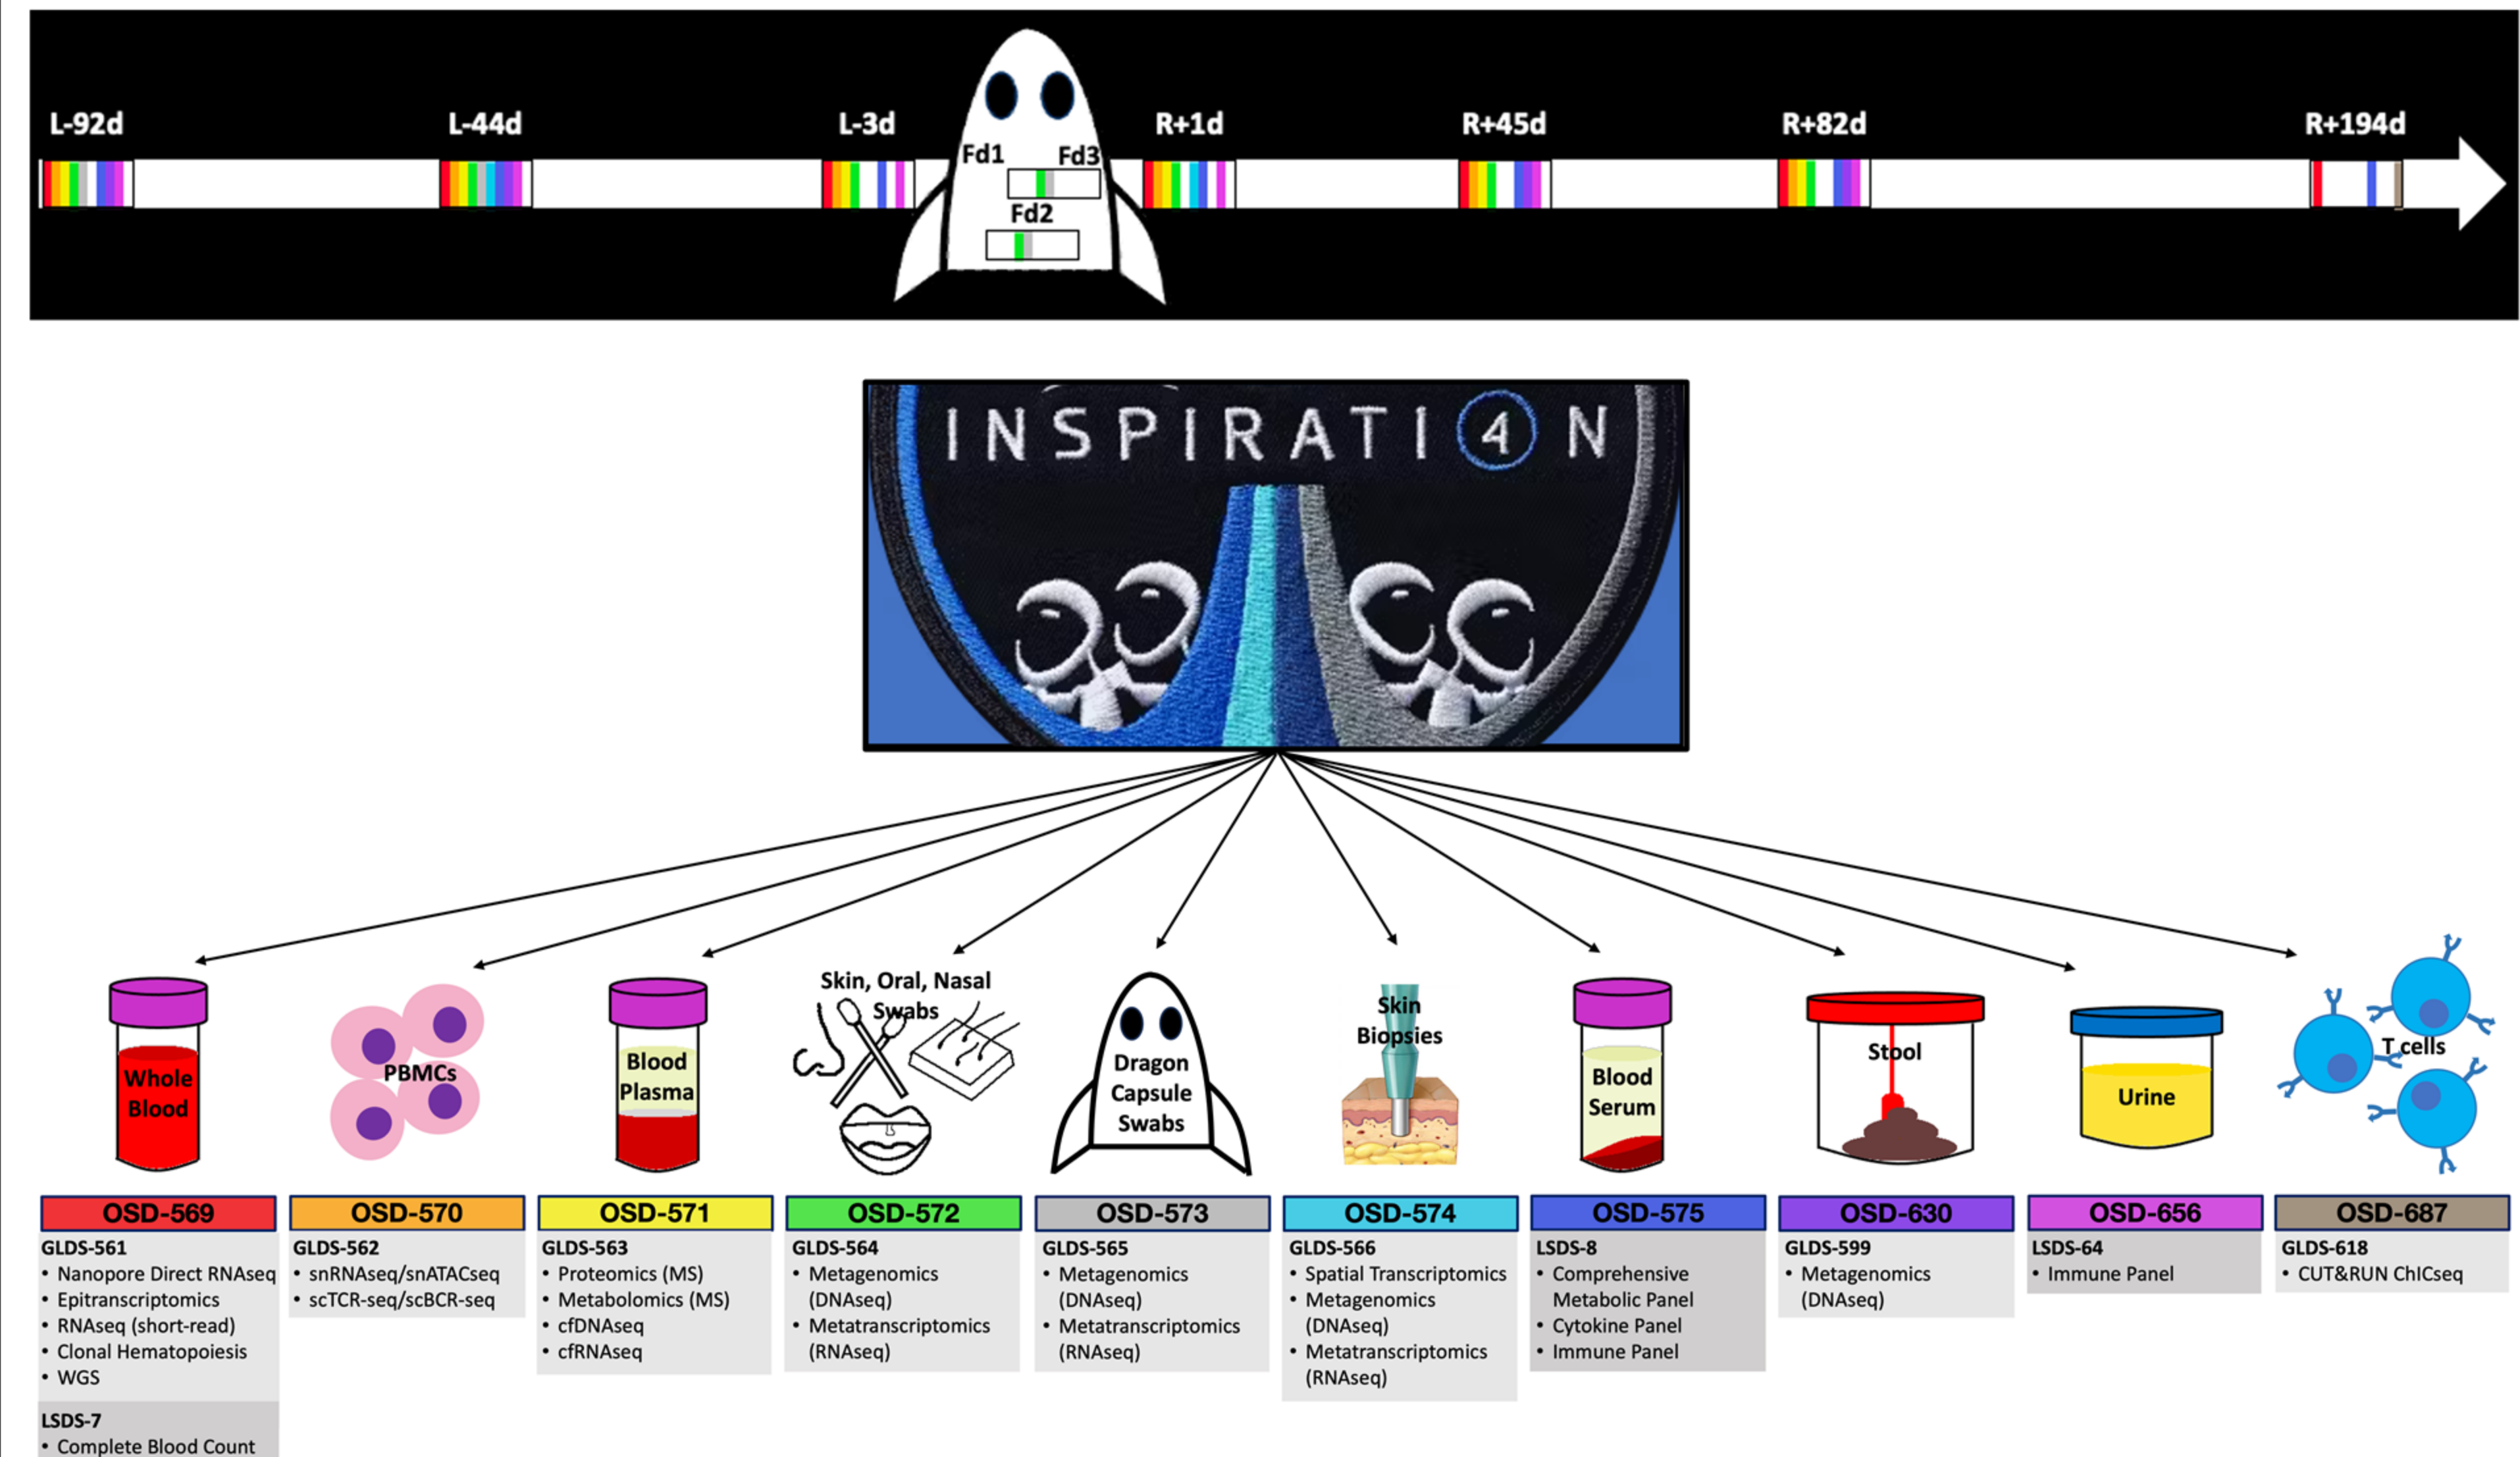 L-92d
L-44d
L-3d
R+1d
R+45d
R+82d
R+194d
Fd1
Fd3
Fd2
INSPIRATI4N
Skin, Oral, Nasal
Swabs
Whole
Blood
PBMCs
Blood
Plasma
Dragon
Capsule
Swabs
Skin
Biopsies
Blood
Serum
Stool
Urine
T cells
OSD-569
GLDS-561
• Nanopore Direct RNAseq
• Epitranscriptomics
• RNAseq (short-read)
• Clonal Hematopoiesis
• WGS
LSDS-7
• Complete Blood Count
OSD-570
GLDS-562
• snRNAseq/snATACseq
• scTCR-seq/scBCR-seq
OSD-571
GLDS-563
• Proteomics (MS)
• Metabolomics (MS)
• cfDNAseq
• cfRNAseq
OSD-572
GLDS-564
• Metagenomics
(DNAseq)
• Metatranscriptomics
(RNAseq)
OSD-573
GLDS-565
• Metagenomics
(DNAseq)
• Metatranscriptomics
(RNAseq)
OSD-574
GLDS-566
• Spatial Transcriptomics
• Metagenomics
(DNAseq)
• Metatranscriptomics
(RNAseq)
OSD-575
LSDS-8
• Comprehensive
Metabolic Panel
• Cytokine Panel
• Immune Panel
OSD-630
GLDS-599
• Metagenomics
(DNAseq)
OSD-656
LSDS-64
• Immune Panel
OSD-687
GLDS-618
• CUT&RUN ChICseq